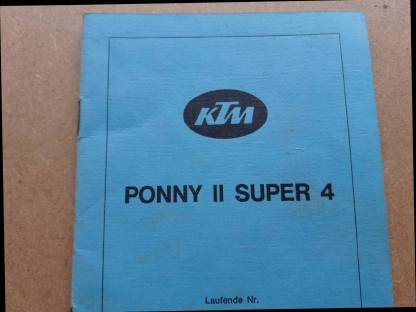 KTM
PONNY II SUPER 4
Laufende Nr.